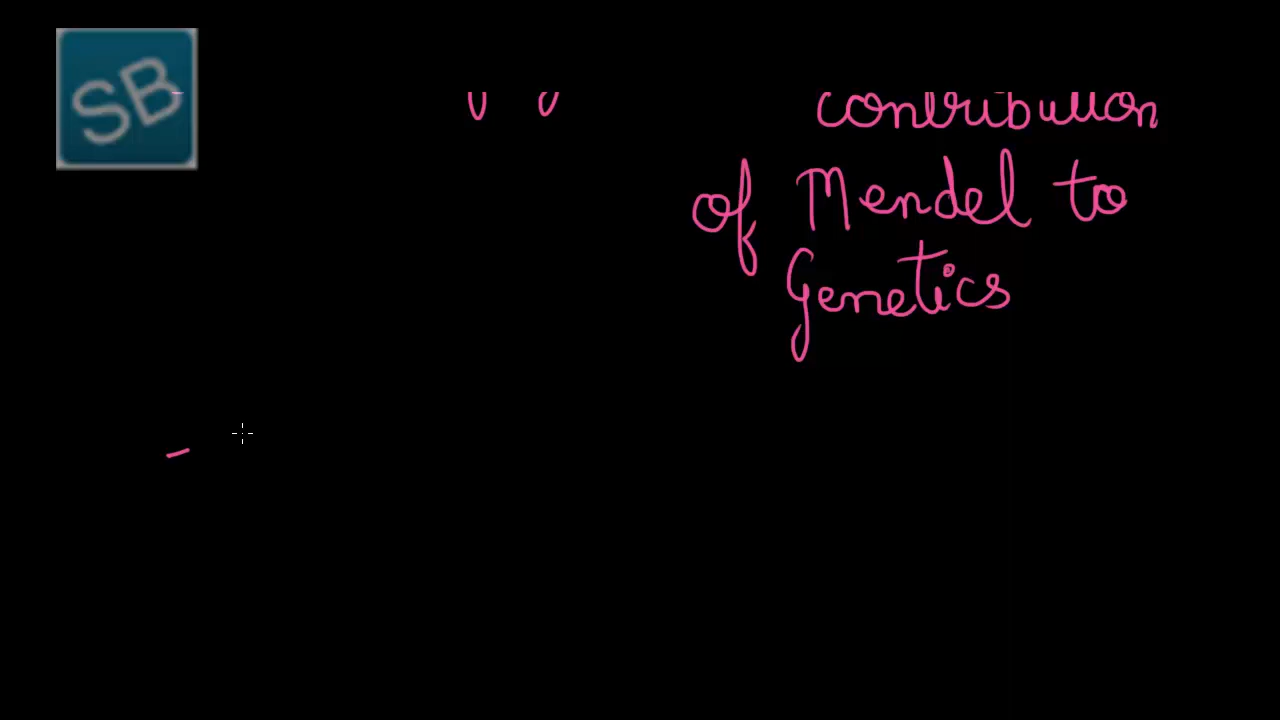 SB
contribution
of Mendel to
Genetics